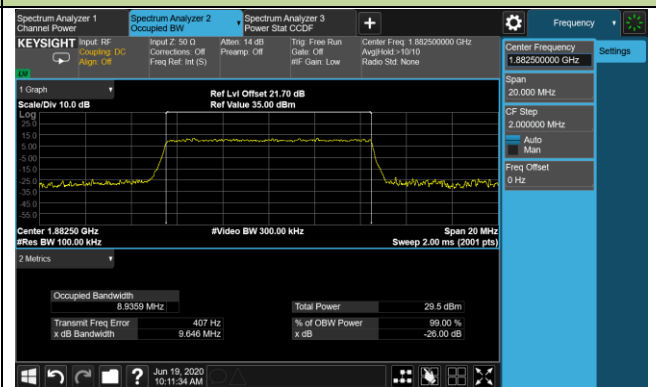 Spectrum Analyzer 1
Channel Power
Spectrum Analyzer 2
Occupied BW
Spectrum Analyzer 3
Power Stat CCDF
Frequency
KEYSIGHT
Input: RF
Coupling: DC
Align: Off
Input Z: 50 Ω
Corrections: Off
Freq Ref: Int (S)
Atten: 14 dB
Preamp: Off
Trig: Free Run
Gate: Off
#IF Gain: Low
Center Freq: 1.882500000 GHz
Avg|Hold:>10/10
Radio Std: None
1 Graph
Scale/Div 10.0 dB
Ref Lvl Offset 21.70 dB
Ref Value 35.00 dBm
Log
25.0
15.0
5.00
-5.00
-15.0
-25.0
-35.0
-45.0
-55.0
Center 1.88250 GHz
#Res BW 100.00 kHz
#Video BW 300.00 kHz
Span 20 MHz
Sweep 2.00 ms (2001 pts)
2 Metrics
Occupied Bandwidth
8.9359 MHz
Total Power 29.5 dBm
Transmit Freq Error 407 Hz
% of OBW Power 99.00 %
x dB Bandwidth 9.646 MHz
x dB -26.00 dB
Center Frequency
1.882500000 GHz
Settings
Span
20.000 MHz
CF Step
2.000000 MHz
Auto
Man
Freq Offset
0 Hz
Jun 19, 2020
10:11:34 AM